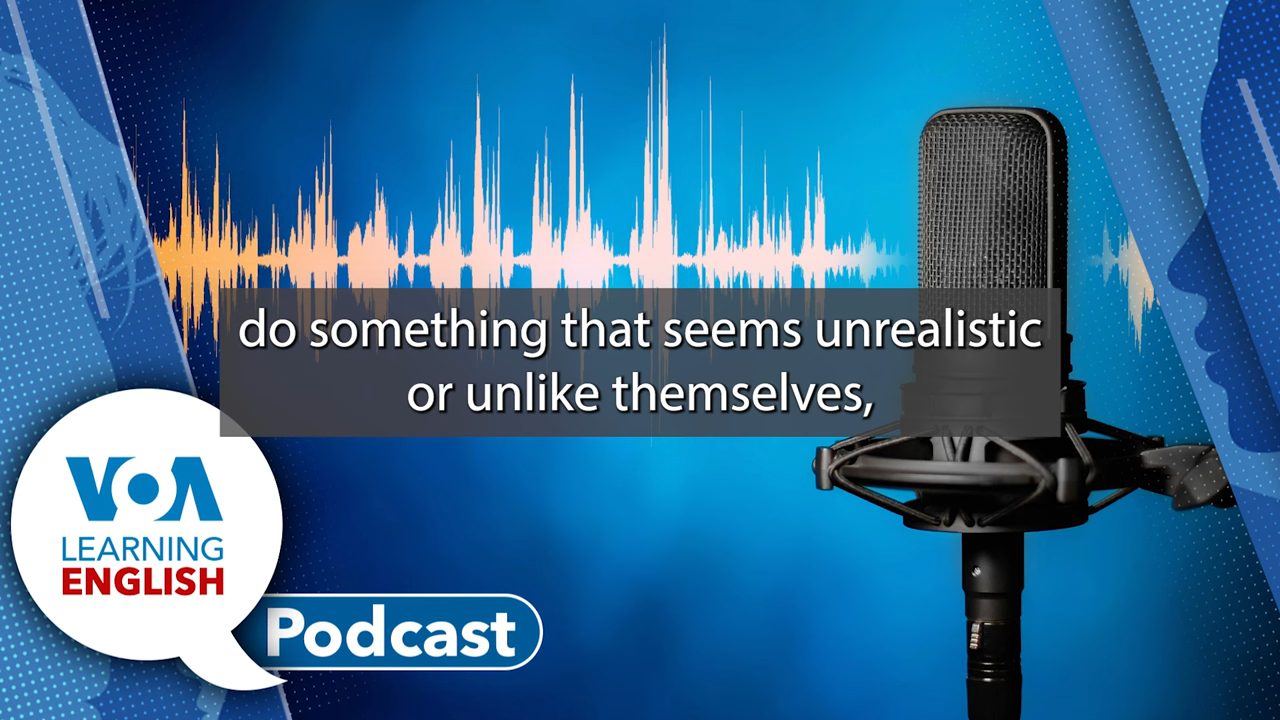 do something that seems unrealistic
or unlike themselves,
VOA
LEARNING
ENGLISH
Podcast